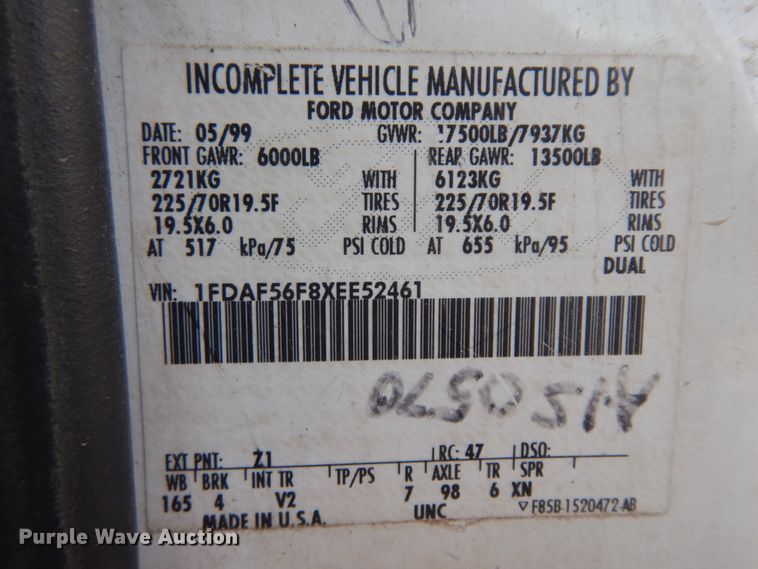 INCOMPLETE VEHICLE MANUFACTURED BY
FORD MOTOR COMPANY
DATE: 05/99 GVWR: 17500LB/7937KG
FRONT GAWR: 6000LB REAR GAWR: 13500LB
2721KG WITH 6123KG WITH
225/70R19.5F TIRES 225/70R19.5F TIRES
19.5X6.0 RIMS 19.5X6.0 RIMS
AT 517 kPa/75 PSI COLD AT 655 kPa/95 PSI COLD
DUAL
VIN: 1FDAF56F8XEE52461
EXT PNT: Z1 RC: 47 DSO:
WB BRK INT TR TP/PS R AXLE TR SPR
165 4 V2 7 98 6 XN
MADE IN U.S.A. UNC ▽ F85B-1520472-AB
Purple Wave Auction